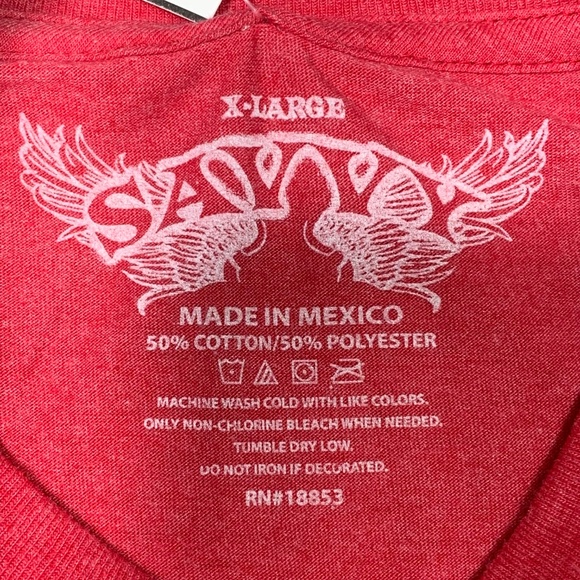 X-LARGE
SAVVY
MADE IN MEXICO
50% COTTON/50% POLYESTER
MACHINE WASH COLD WITH LIKE COLORS.
ONLY NON-CHLORINE BLEACH WHEN NEEDED.
TUMBLE DRY LOW.
DO NOT IRON IF DECORATED.
RN#18853